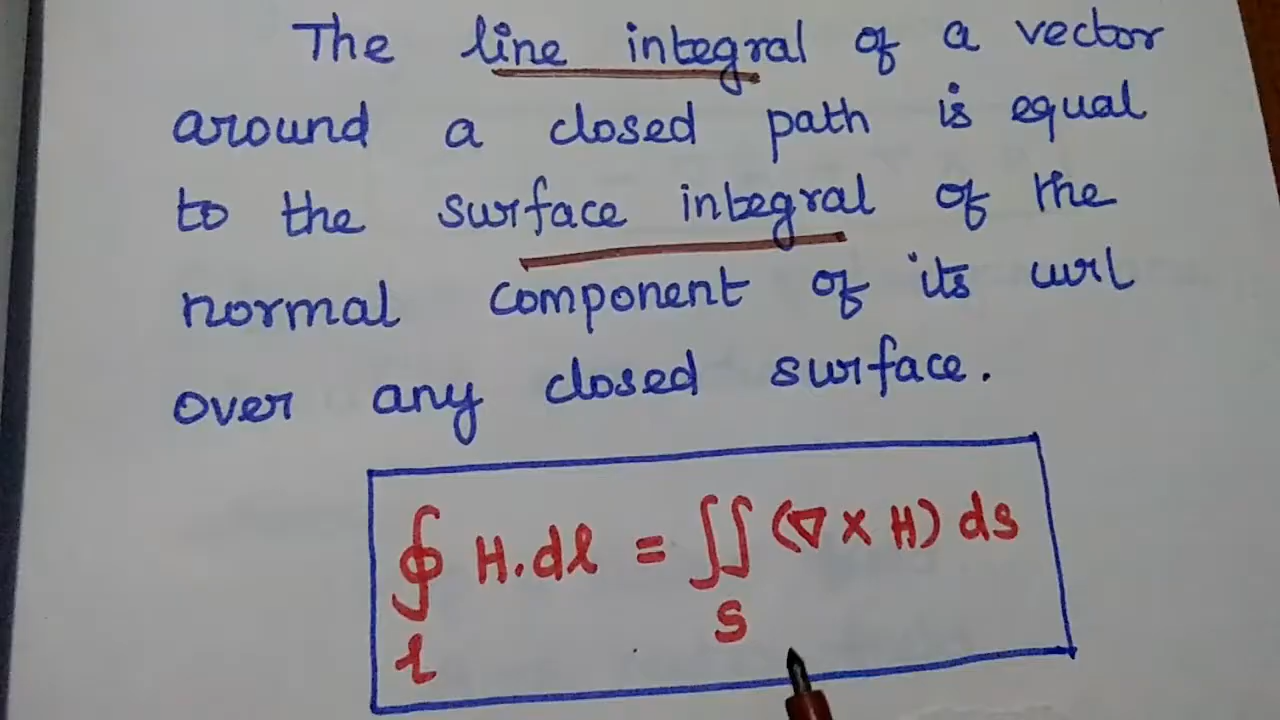 The line integral of a vector
around a closed path is equal
to the surface integral of the
normal component of its curl
over any closed surface.
∮ H.dl = ∬ (∇ × H) ds
l S